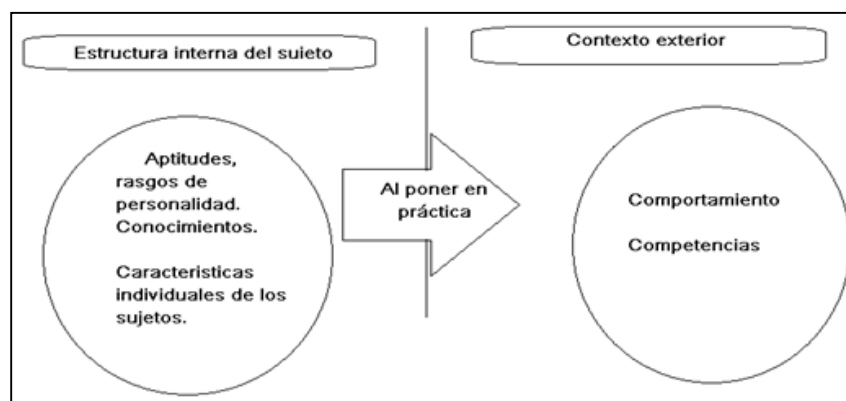 Estructura interna del sujeto
Contexto exterior
Aptitudes,
rasgos de
personalidad.
Conocimientos.
Caracteristicas
individuales de los
sujetos.
Al poner en
práctica
Comportamiento
Competencias